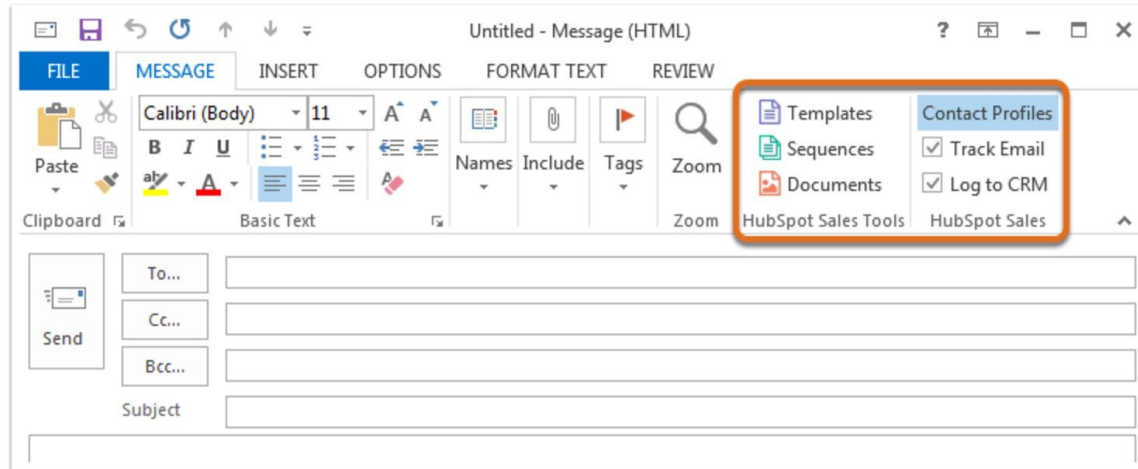 Untitled - Message (HTML) ?
FILE MESSAGE INSERT OPTIONS FORMAT TEXT REVIEW
Calibri (Body) 11 A A
B I U
Paste
ab A
Clipboard
Basic Text
Names Include Tags
Zoom
Zoom
Templates
Sequences
Documents
HubSpot Sales Tools
Contact Profiles
Track Email
Log to CRM
HubSpot Sales
Send
To...
Cc...
Bcc...
Subject